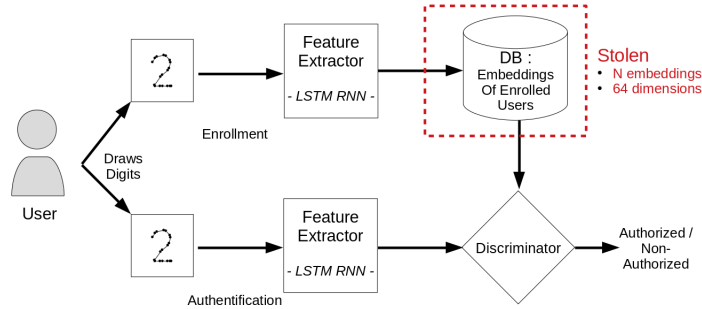 Feature
Extractor
- LSTM RNN -
DB :
Embeddings
Of Enrolled
Users
Stolen
• N embeddings
• 64 dimensions
Enrollment
Draws
Digits
User
2
2
Feature
Extractor
- LSTM RNN -
Discriminator
Authorized /
Non-
Authorized
Authentification